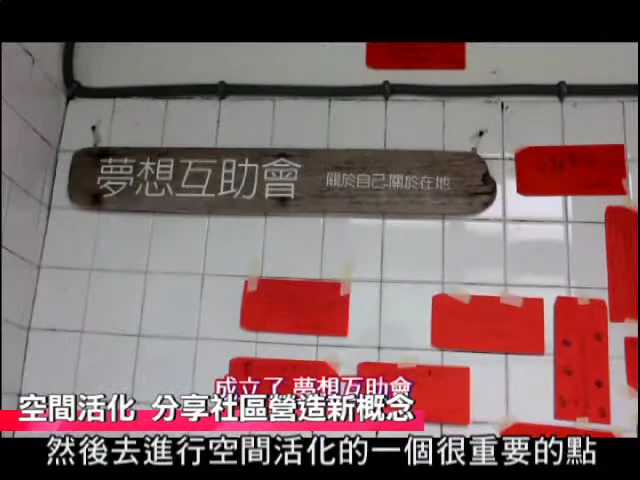 夢想互助會 關於自己·關於在地
成立了 夢想互助會
空間活化 分享社區營造新概念
然後去進行空間活化的一個很重要的點